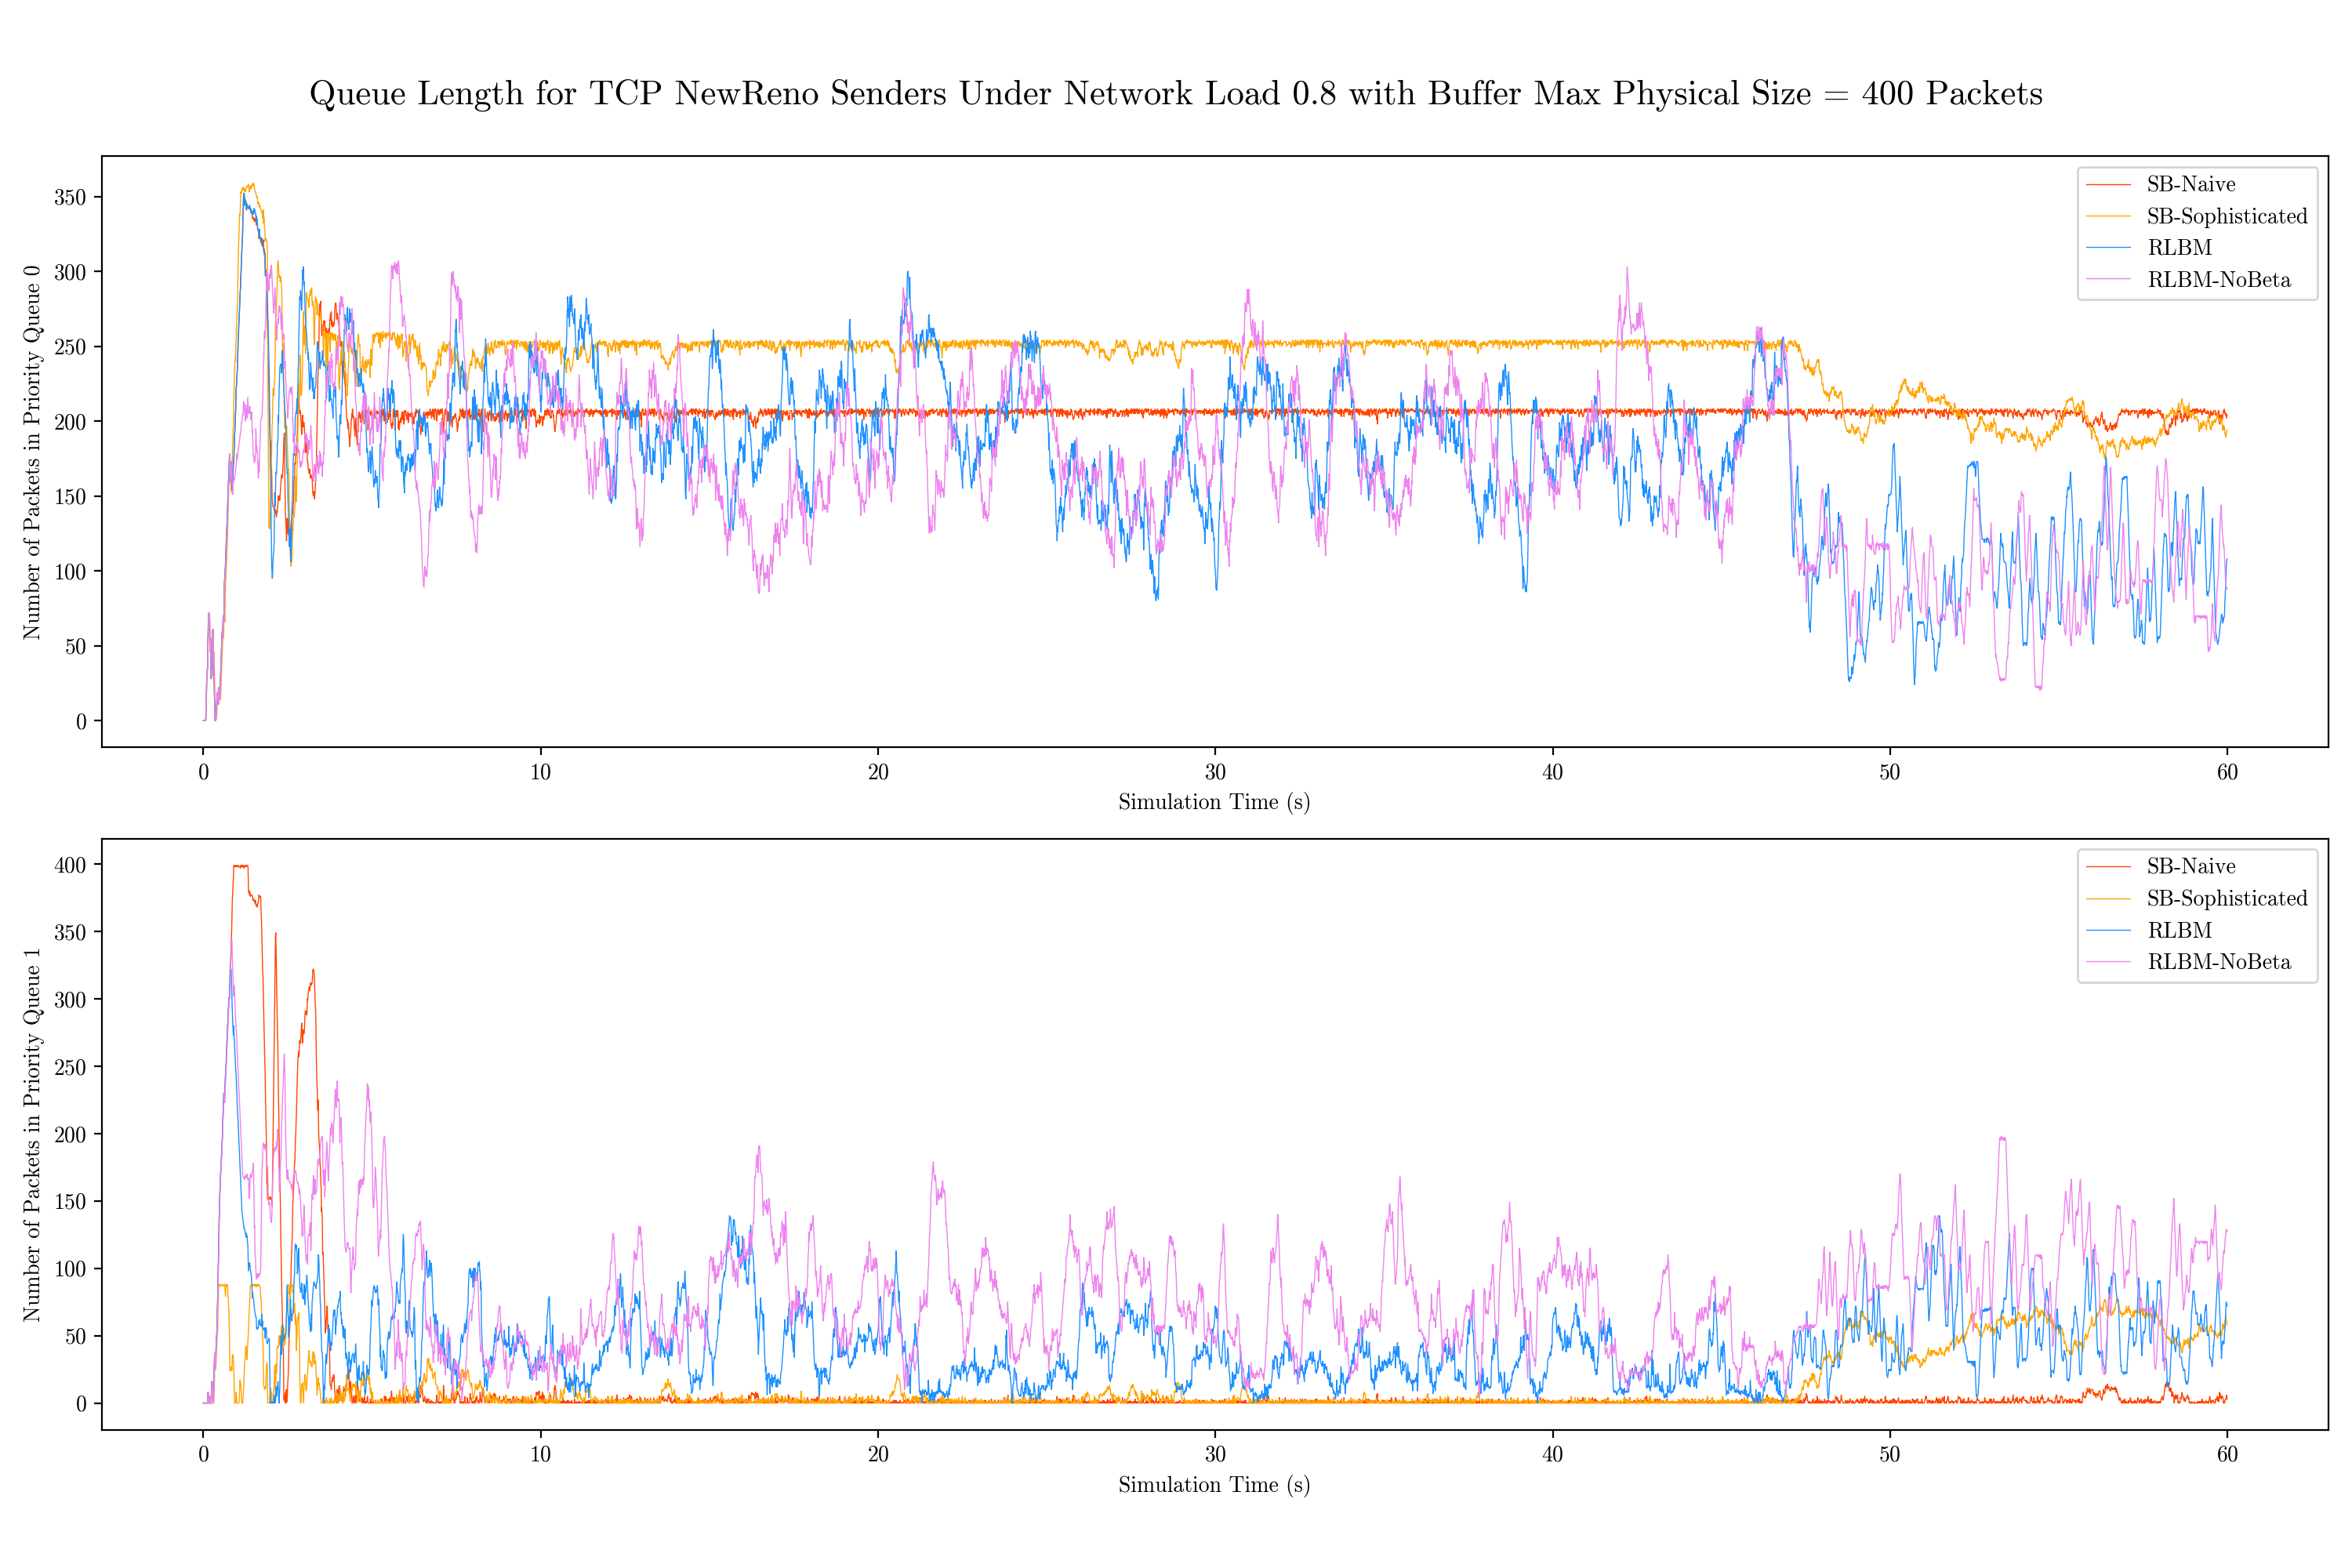 Queue Length for TCP NewReno Senders Under Network Load 0.8 with Buffer Max Physical Size = 400 Packets
Number of Packets in Priority Queue 0
350
300
250
200
150
100
50
0
SB-Naive
SB-Sophisticated
RLBM
RLBM-NoBeta
0 10 20 30 40 50 60
Simulation Time (s)
Number of Packets in Priority Queue 1
400
350
300
250
200
150
100
50
0
SB-Naive
SB-Sophisticated
RLBM
RLBM-NoBeta
0 10 20 30 40 50 60
Simulation Time (s)